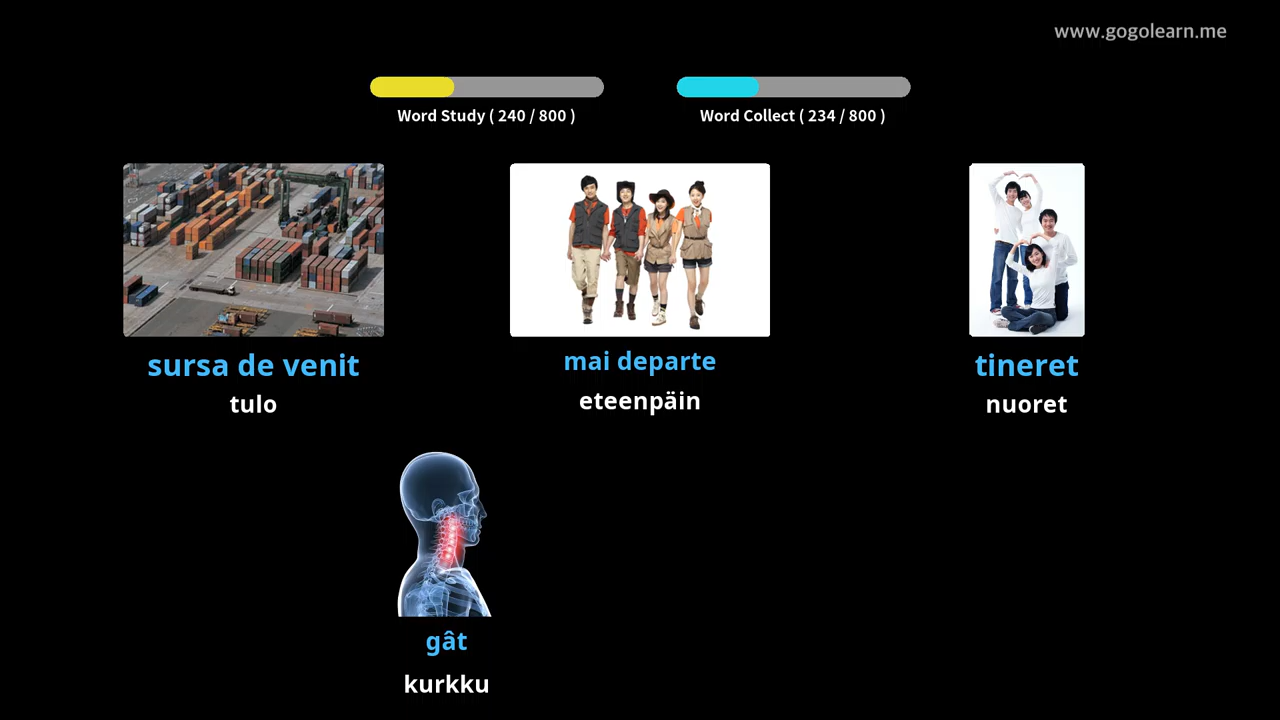 www.gogolearn.me
Word Study ( 240 / 800 )
Word Collect ( 234 / 800 )
sursa de venit
tulo
mai departe
eteenpäin
tineret
nuoret
gât
kurkku